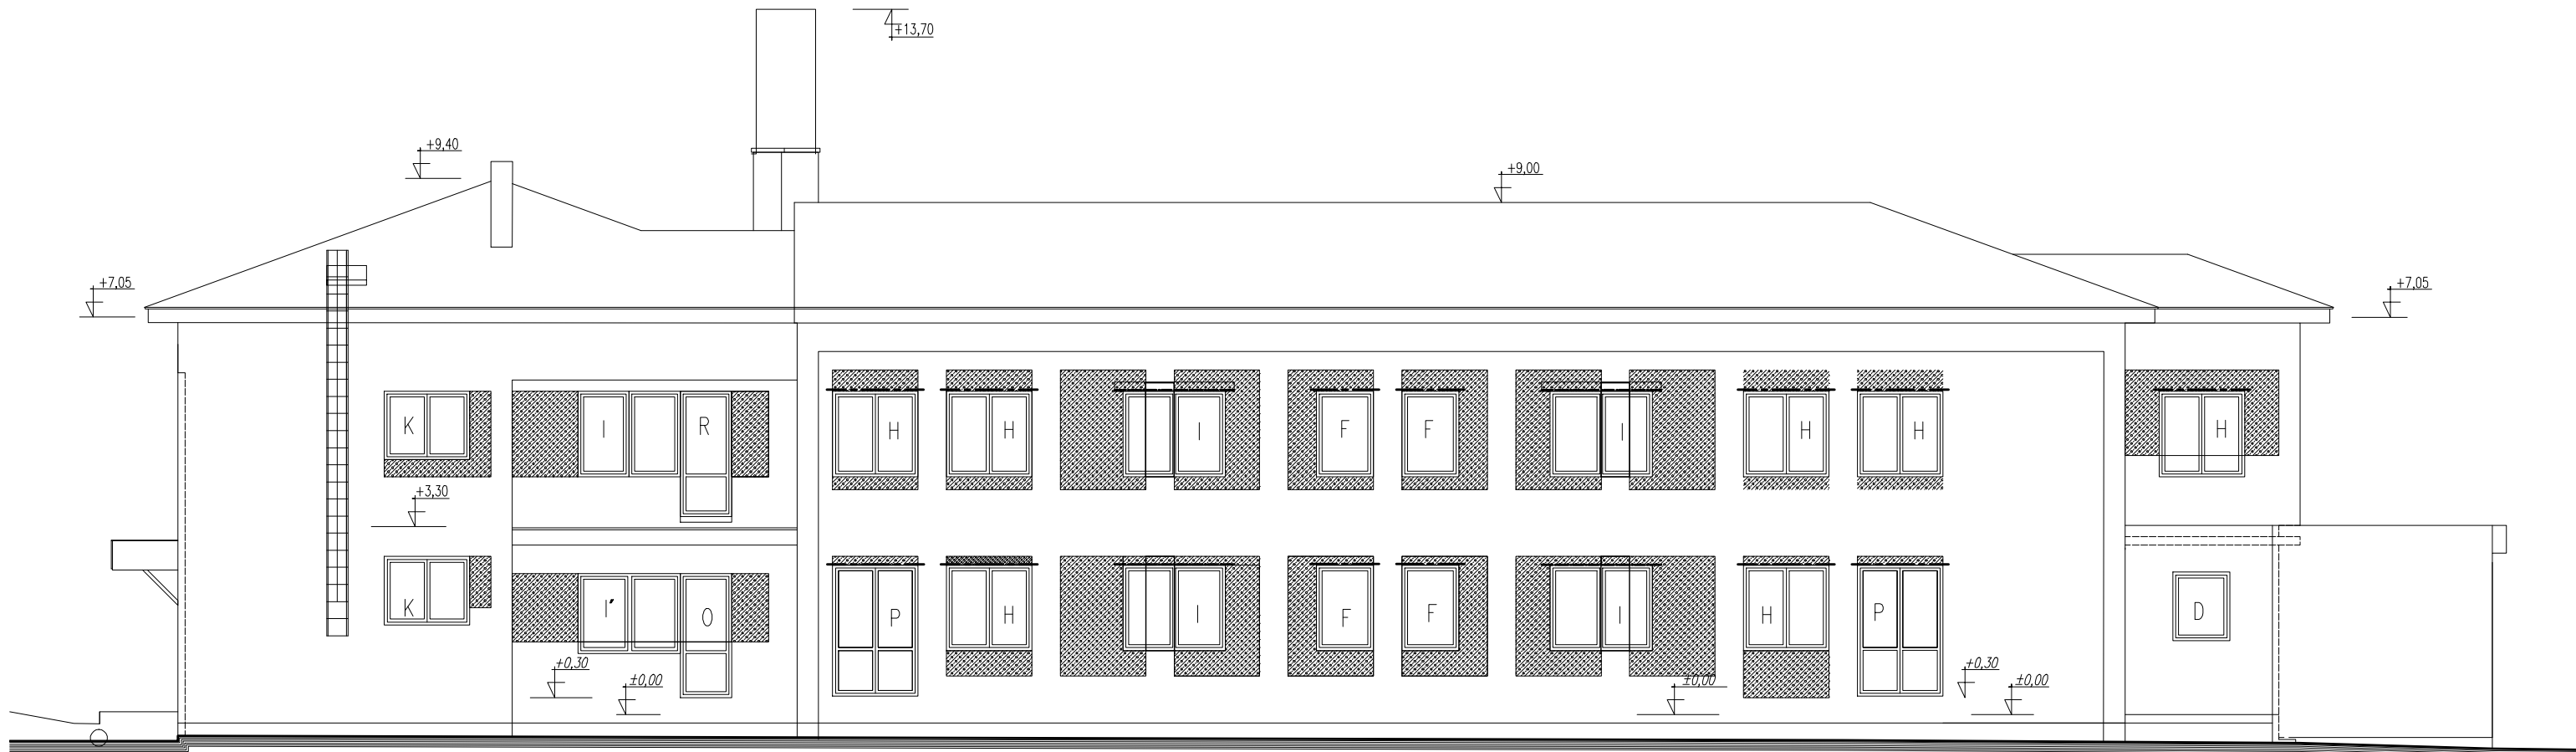 +13,70
+9,40
+9,00
+7,05
+7,05
K
I
R
H
H
I
F
F
I
H
H
H
+3,30
K
I'
O
P
H
I
F
F
I
H
P
D
+0,30
±0,00
±0,00
+0,30
±0,00